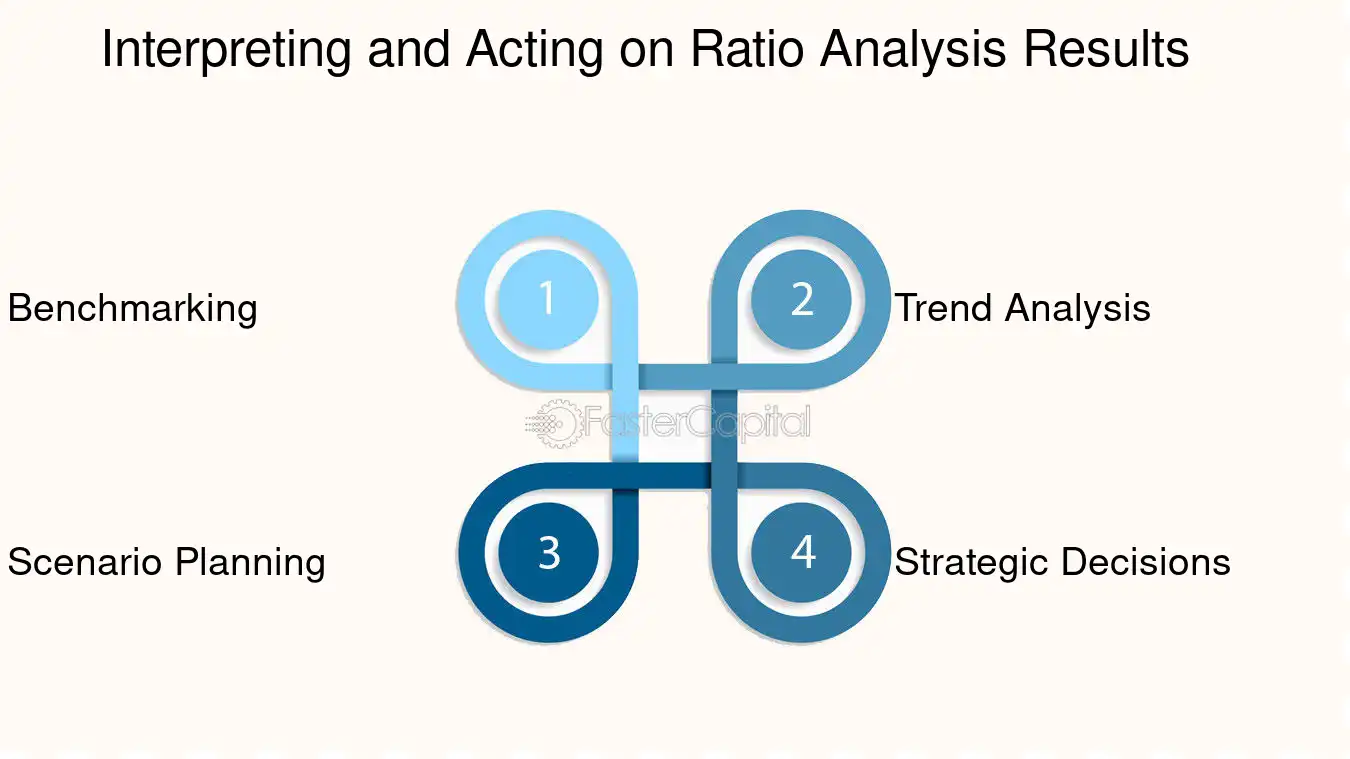 Interpreting and Acting on Ratio Analysis Results
1
2
Benchmarking
Trend Analysis
FasterCapital
3
4
Scenario Planning
Strategic Decisions